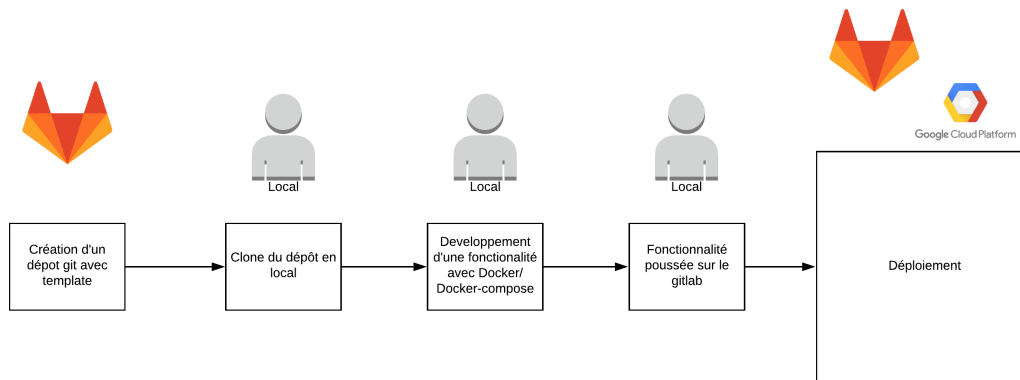 Google Cloud Platform
Local
Local
Local
Création d'un
dépot git avec
template
Clone du dépôt en
local
Developpement
d'une fonctionalité
avec Docker/
Docker-compose
Fonctionnalité
poussée sur le
gitlab
Déploiement